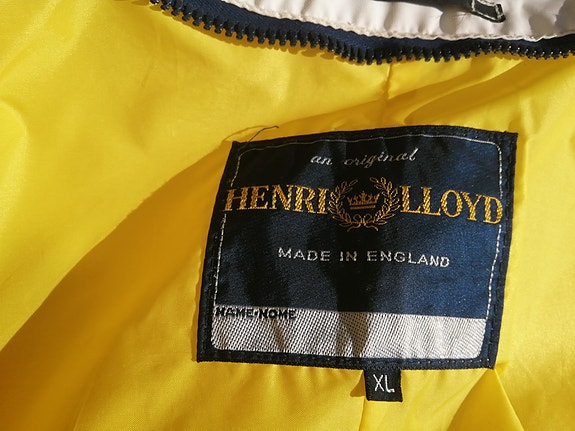 an original
HENRI LLOYD
MADE IN ENGLAND
NAME·NOME
XL